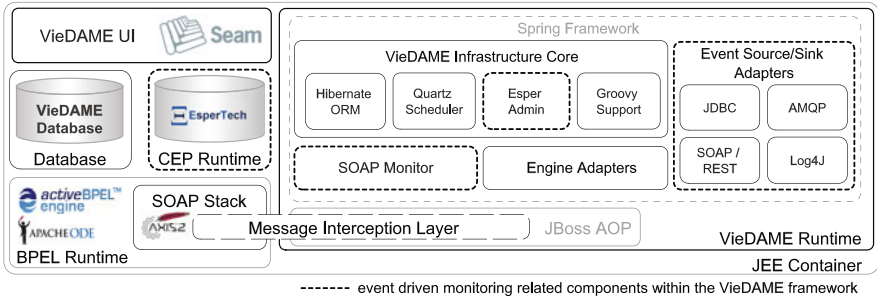 VieDAME UI
Seam
VieDAME
Database
Database
EsperTech
CEP Runtime
activeBPEL™
engine
APACHE ODE
BPEL Runtime
SOAP Stack
AXIS2
Message Interception Layer
JBoss AOP
Spring Framework
VieDAME Infrastructure Core
Hibernate
ORM
Quartz
Scheduler
Esper
Admin
Groovy
Support
SOAP Monitor
Engine Adapters
Event Source/Sink
Adapters
JDBC
AMQP
SOAP /
REST
Log4J
VieDAME Runtime
JEE Container
event driven monitoring related components within the VieDAME framework